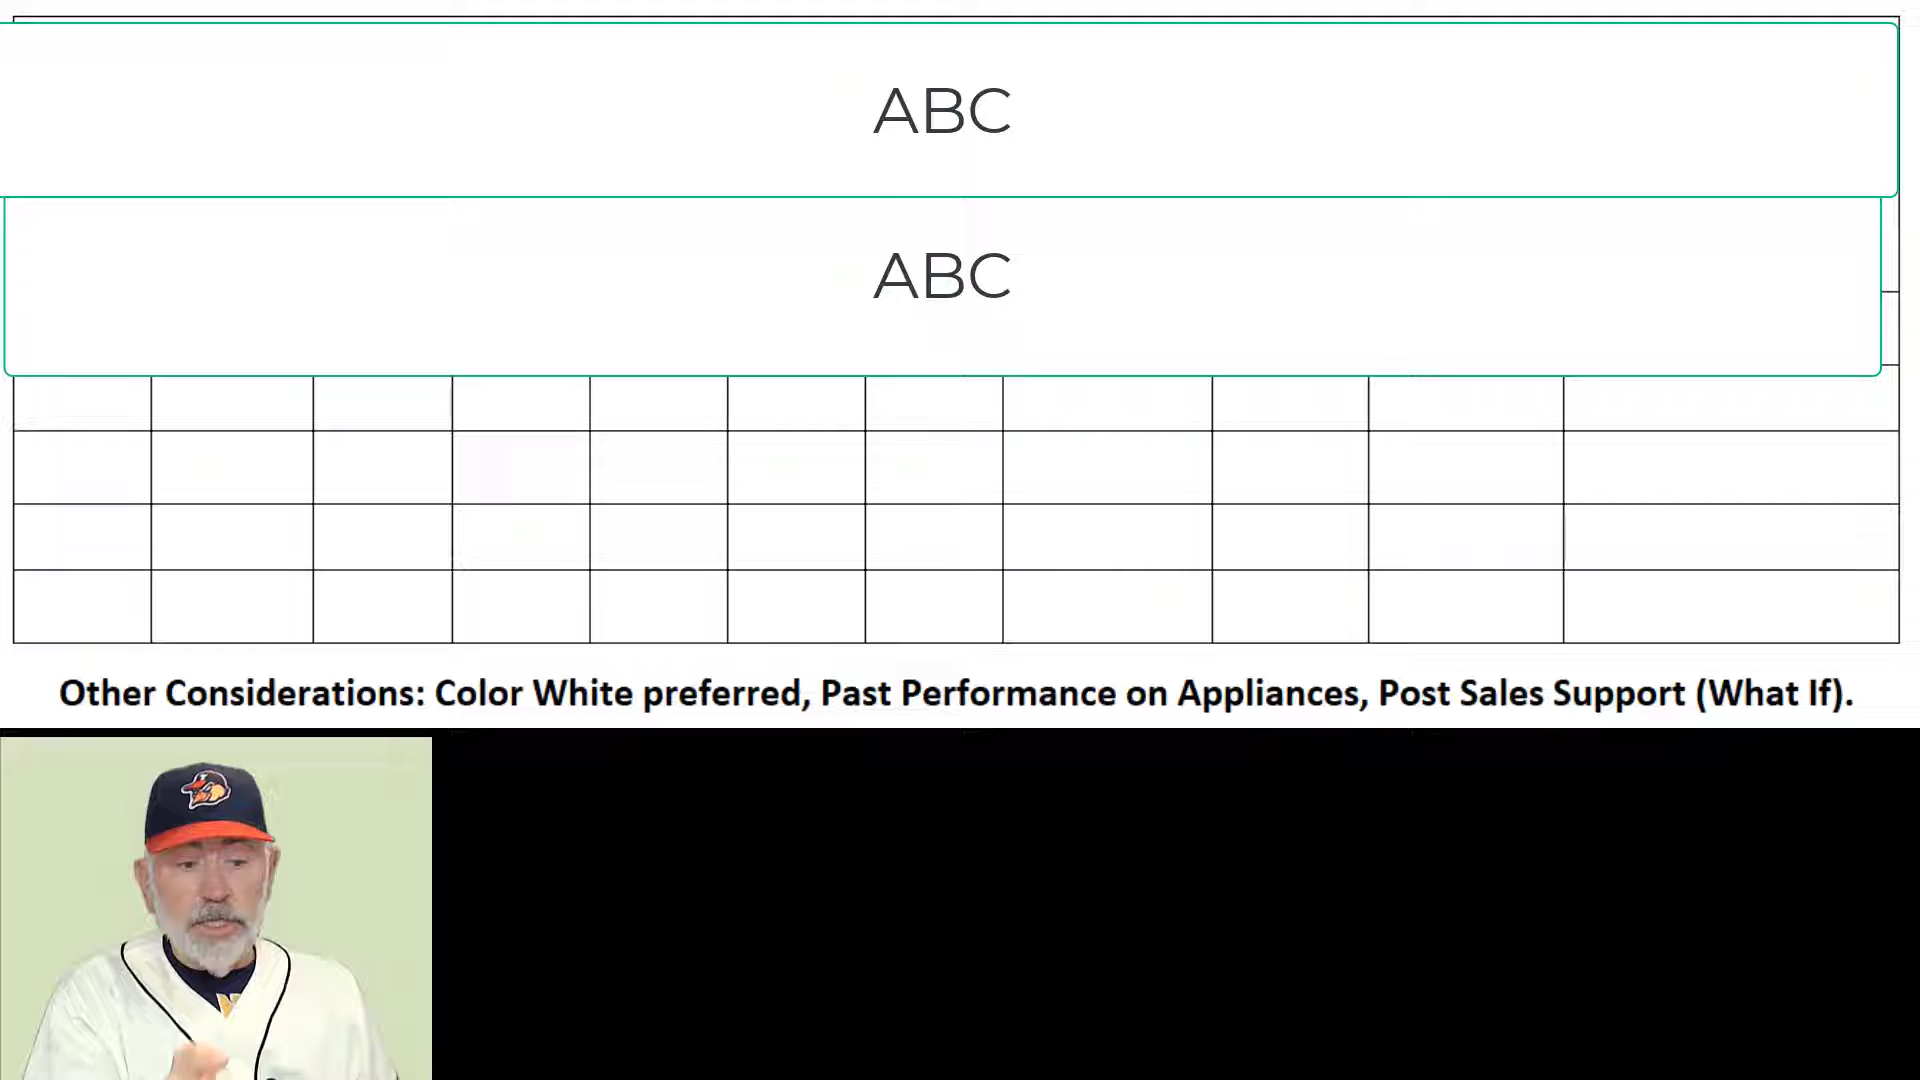 ABC
ABC
Other Considerations: Color White preferred, Past Performance on Appliances, Post Sales Support (What If).